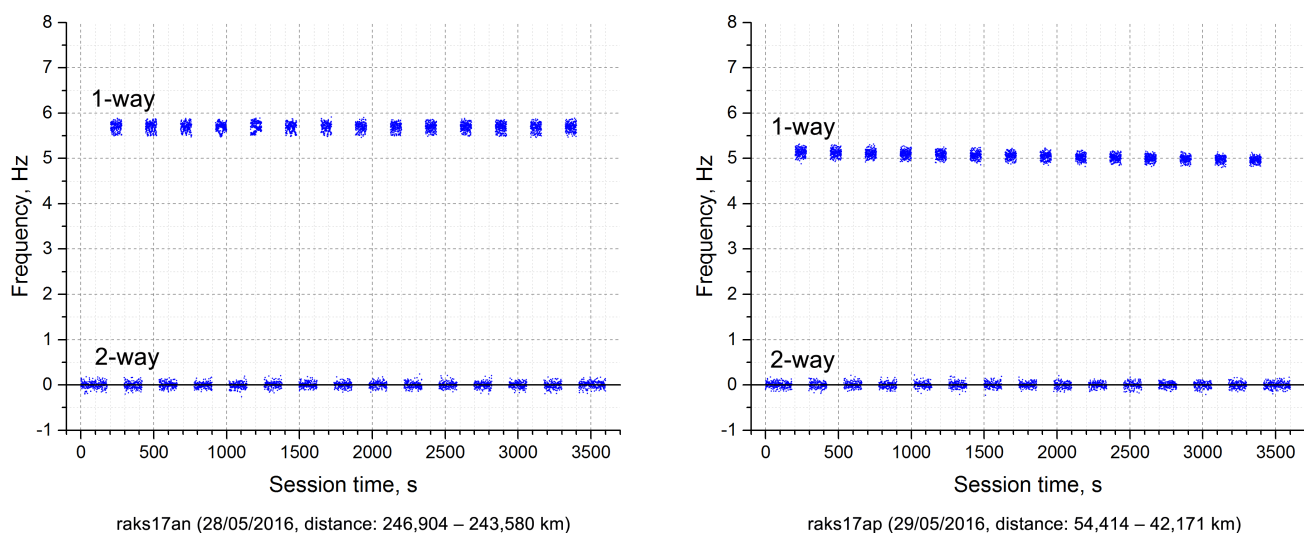 8
7
6
5
4
3
2
1
0
-1
Frequency, Hz
1-way
2-way
0 500 1000 1500 2000 2500 3000 3500
Session time, s
raks17an (28/05/2016, distance: 246,904 – 243,580 km)
8
7
6
5
4
3
2
1
0
-1
Frequency, Hz
1-way
2-way
0 500 1000 1500 2000 2500 3000 3500
Session time, s
raks17ap (29/05/2016, distance: 54,414 – 42,171 km)